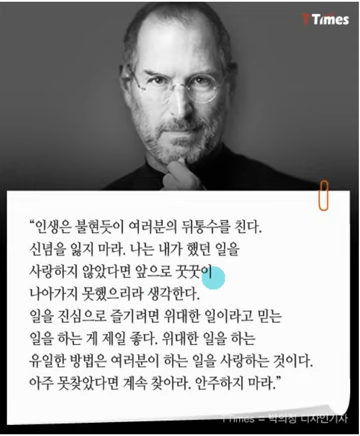 TTimes
“인생은 불현듯이 여러분의 뒤통수를 친다.
신념을 잃지 마라. 나는 내가 했던 일을
사랑하지 않았다면 앞으로 꿋꿋이
나아가지 못했으리라 생각한다.
일을 진심으로 즐기려면 위대한 일이라고 믿는
일을 하는 게 제일 좋다. 위대한 일을 하는
유일한 방법은 여러분이 하는 일을 사랑하는 것이다.
아주 못찾았다면 계속 찾아라. 안주하지 마라.”
TTimes = 박의정 디자인기자